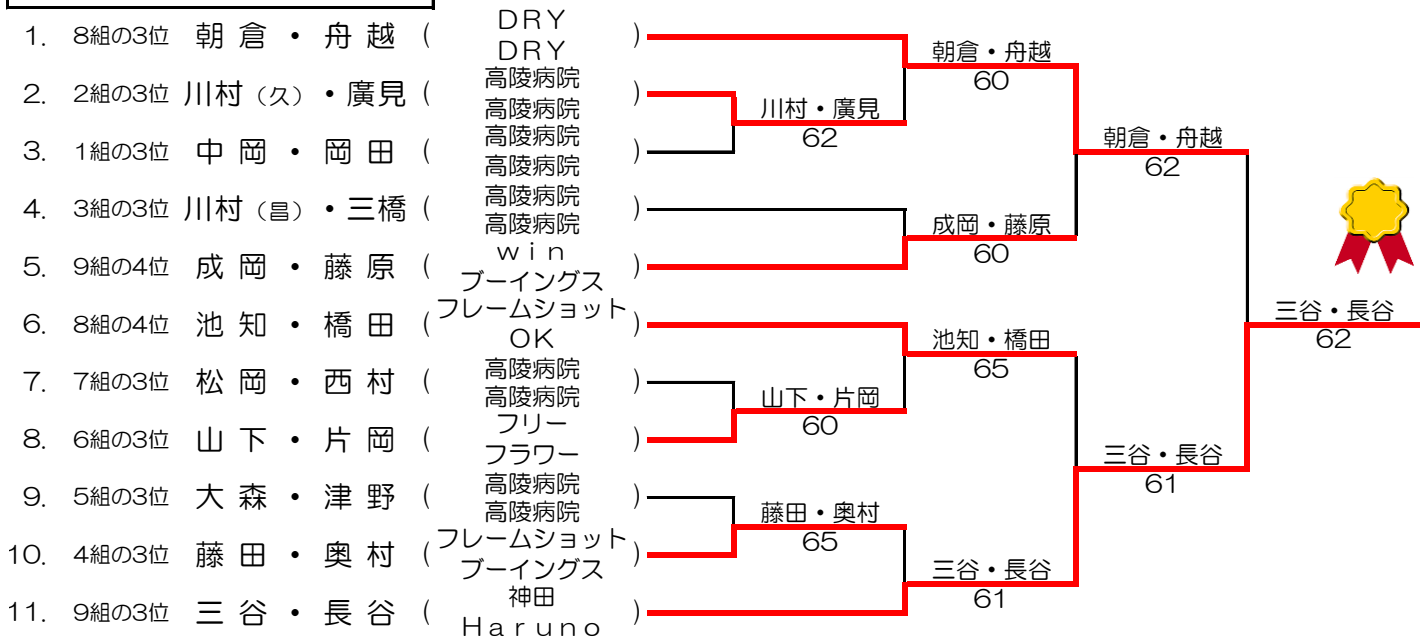 DRY
1. 8組の3位 朝倉・舟越 ( )
DRY
高陵病院
2. 2組の3位 川村(久)・廣見 ( )
高陵病院
高陵病院
3. 1組の3位 中岡・岡田 ( )
高陵病院
高陵病院
4. 3組の3位 川村(昌)・三橋 ( )
高陵病院
win
5. 9組の4位 成岡・藤原 ( )
ブーイングス
フレームショット
6. 8組の4位 池知・橋田 ( )
OK
高陵病院
7. 7組の3位 松岡・西村 ( )
高陵病院
フリー
8. 6組の3位 山下・片岡 ( )
フラワー
高陵病院
9. 5組の3位 大森・津野 ( )
高陵病院
フレームショット
10. 4組の3位 藤田・奥村 ( )
ブーイングス
神田
11. 9組の3位 三谷・長谷 ( )
Haruno
川村・廣見
62
山下・片岡
60
藤田・奥村
65
朝倉・舟越
60
成岡・藤原
60
池知・橋田
65
三谷・長谷
61
朝倉・舟越
62
三谷・長谷
61
三谷・長谷
62